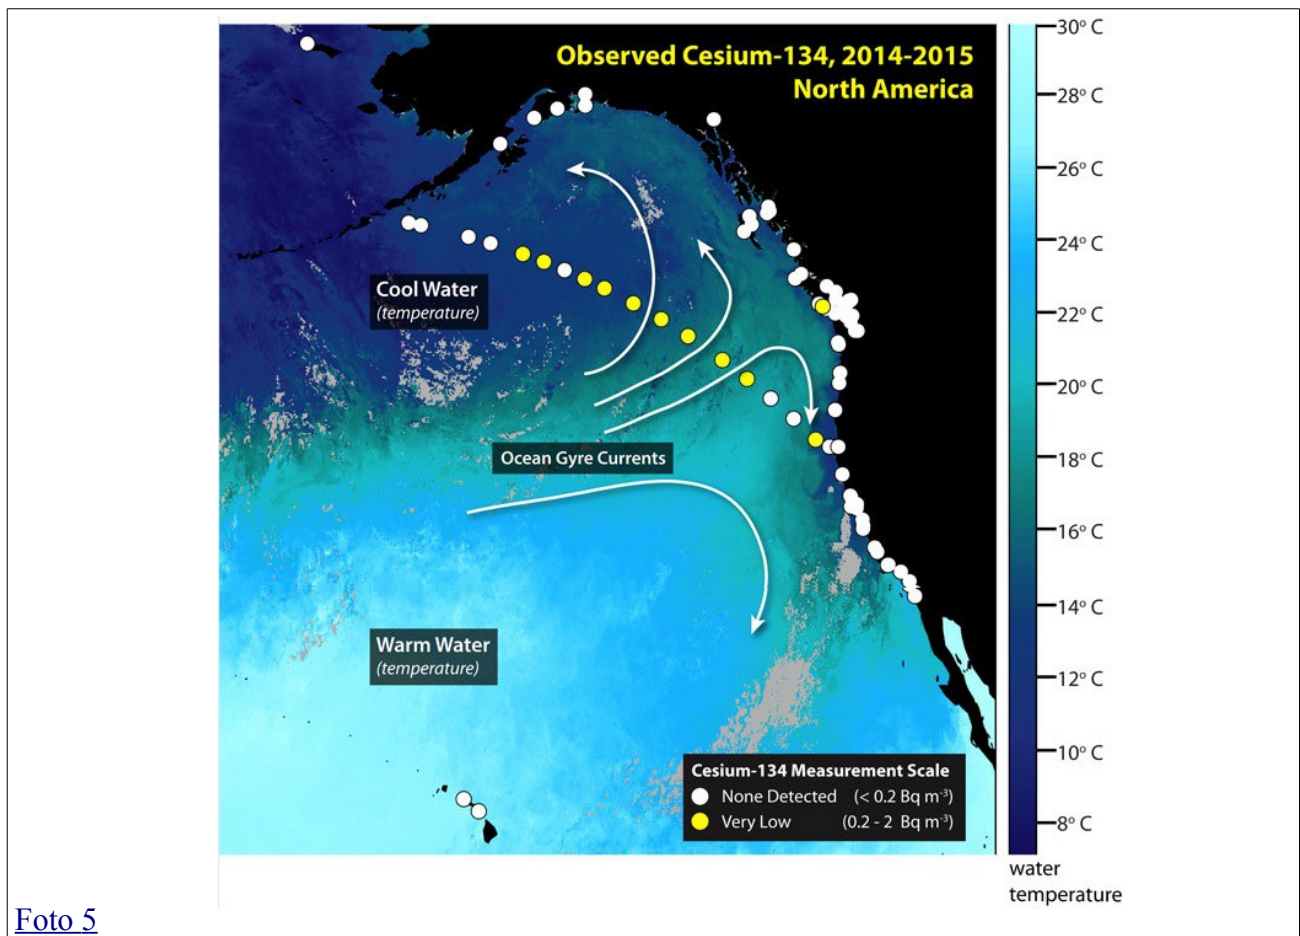 Observed Cesium-134, 2014-2015
North America
30° C
28° C
26° C
24° C
22° C
20° C
18° C
16° C
14° C
12° C
10° C
8° C
water
temperature
Cool Water
(temperature)
Ocean Gyre Currents
Warm Water
(temperature)
Cesium-134 Measurement Scale
None Detected (< 0.2 Bq m⁻³)
Very Low (0.2 - 2 Bq m⁻³)
Foto 5